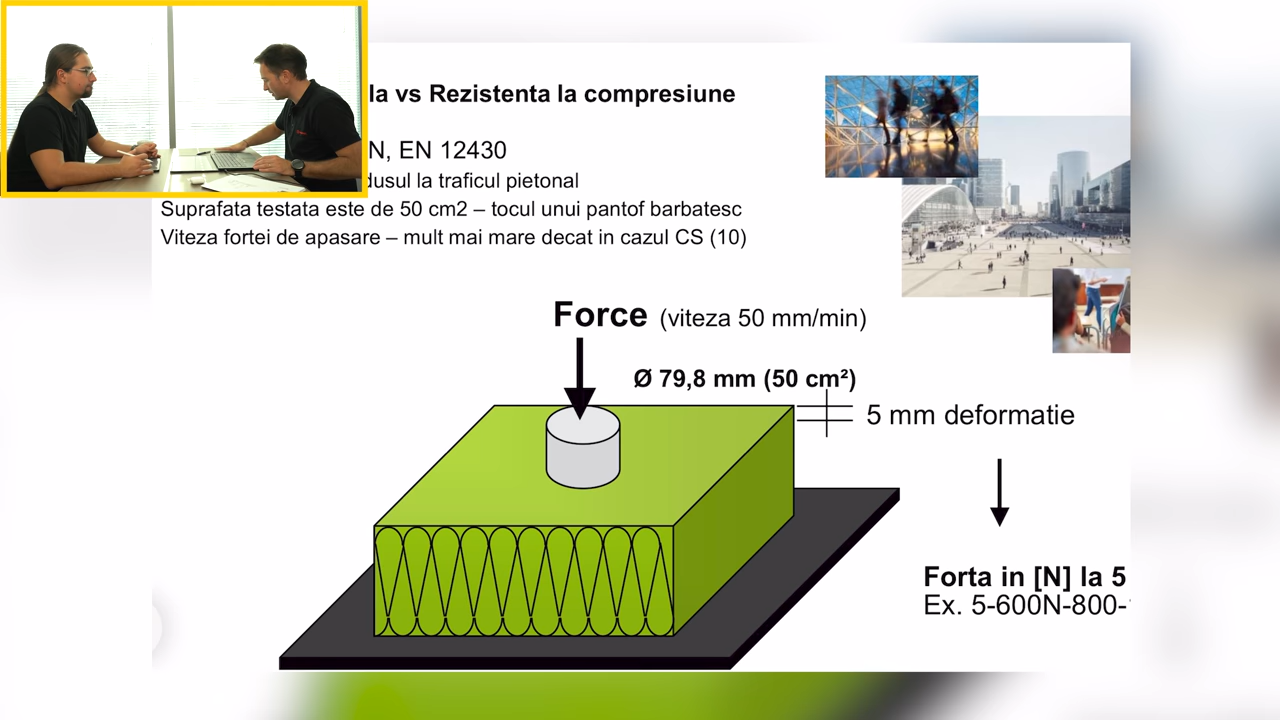 la vs Rezistenta la compresiune
N, EN 12430
dusul la traficul pietonal
Suprafata testata este de 50 cm2 – tocul unui pantof barbatesc
Viteza fortei de apasare – mult mai mare decat in cazul CS (10)
Force (viteza 50 mm/min)
Ø 79,8 mm (50 cm²)
5 mm deformatie
Forta in [N] la 5
Ex. 5-600N-800-